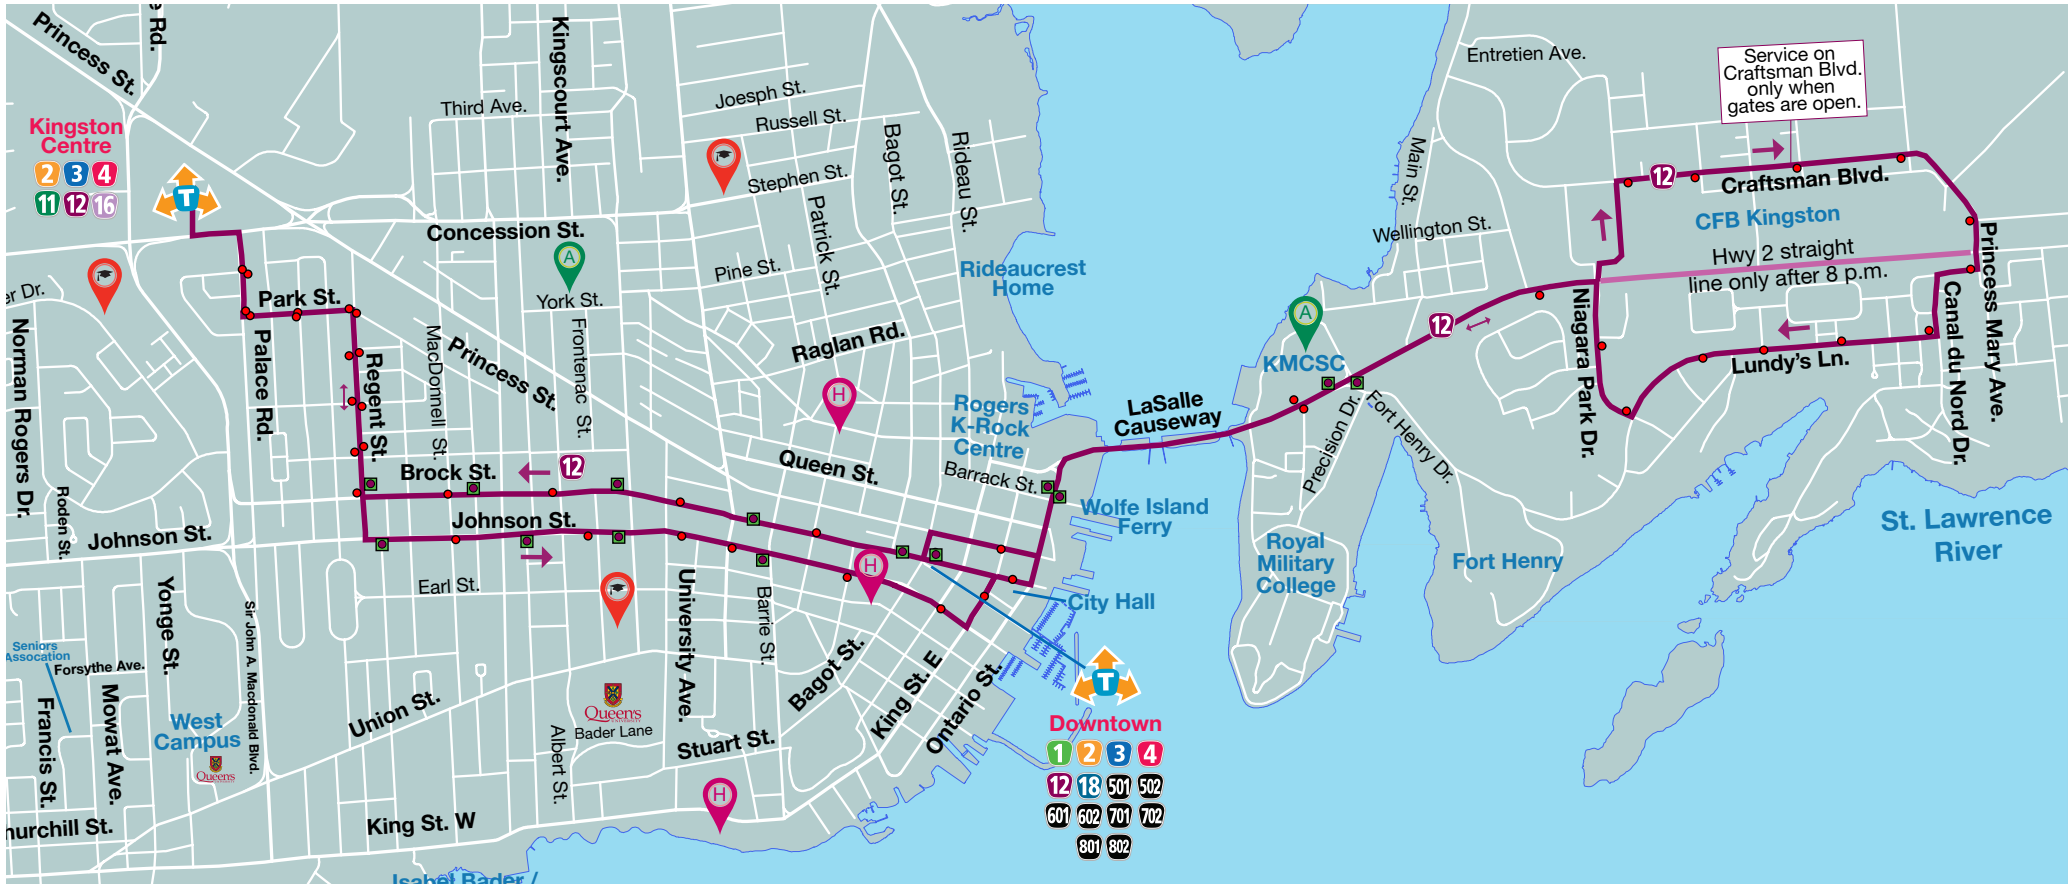 Princess St.
e Rd.
Kingscourt Ave.
Third Ave.
Joesph St.
Russell St.
Bagot St.
Rideau St.
Stephen St.
Patrick St.
Pine St.
Kingston
Centre
2 3 4
11 12 16
T
Concession St.
A
York St.
Frontenac St.
er Dr.
Park St.
Norman Rogers Dr.
Palace Rd.
Regent St.
MacDonnell St.
Princess St.
Raglan Rd.
H
Rideaucrest
Home
Rogers
K-Rock
Centre
Queen St.
Barrack St.
Brock St.
12
Johnson St.
Roden St.
Johnson St.
Earl St.
H
Wolfe Island
Ferry
City Hall
LaSalle
Causeway
Yonge St.
Sir John A. Macdonald Blvd.
University Ave.
Barrie St.
Bagot St.
King St. E
Ontario St.
Seniors
Assocation
Forsythe Ave.
Francis St.
Mowat Ave.
West
Campus
Queen's
Union St.
Albert St.
Queen's
UNIVERSITY
Bader Lane
Stuart St.
H
King St. W
hurchill St.
Isabel Bader /
T
Downtown
1 2 3 4
12 18 501 502
601 602 701 702
801 802
Entretien Ave.
Main St.
Wellington St.
A
KMCSC
12
Precision Dr.
Fort Henry Dr.
Royal
Military
College
Fort Henry
Service on
Craftsman Blvd.
only when
gates are open.
12
Craftsman Blvd.
CFB Kingston
Hwy 2 straight
line only after 8 p.m.
Niagara Park Dr.
Lundy's Ln.
Canal du Nord Dr.
Princess Mary Ave.
St. Lawrence
River